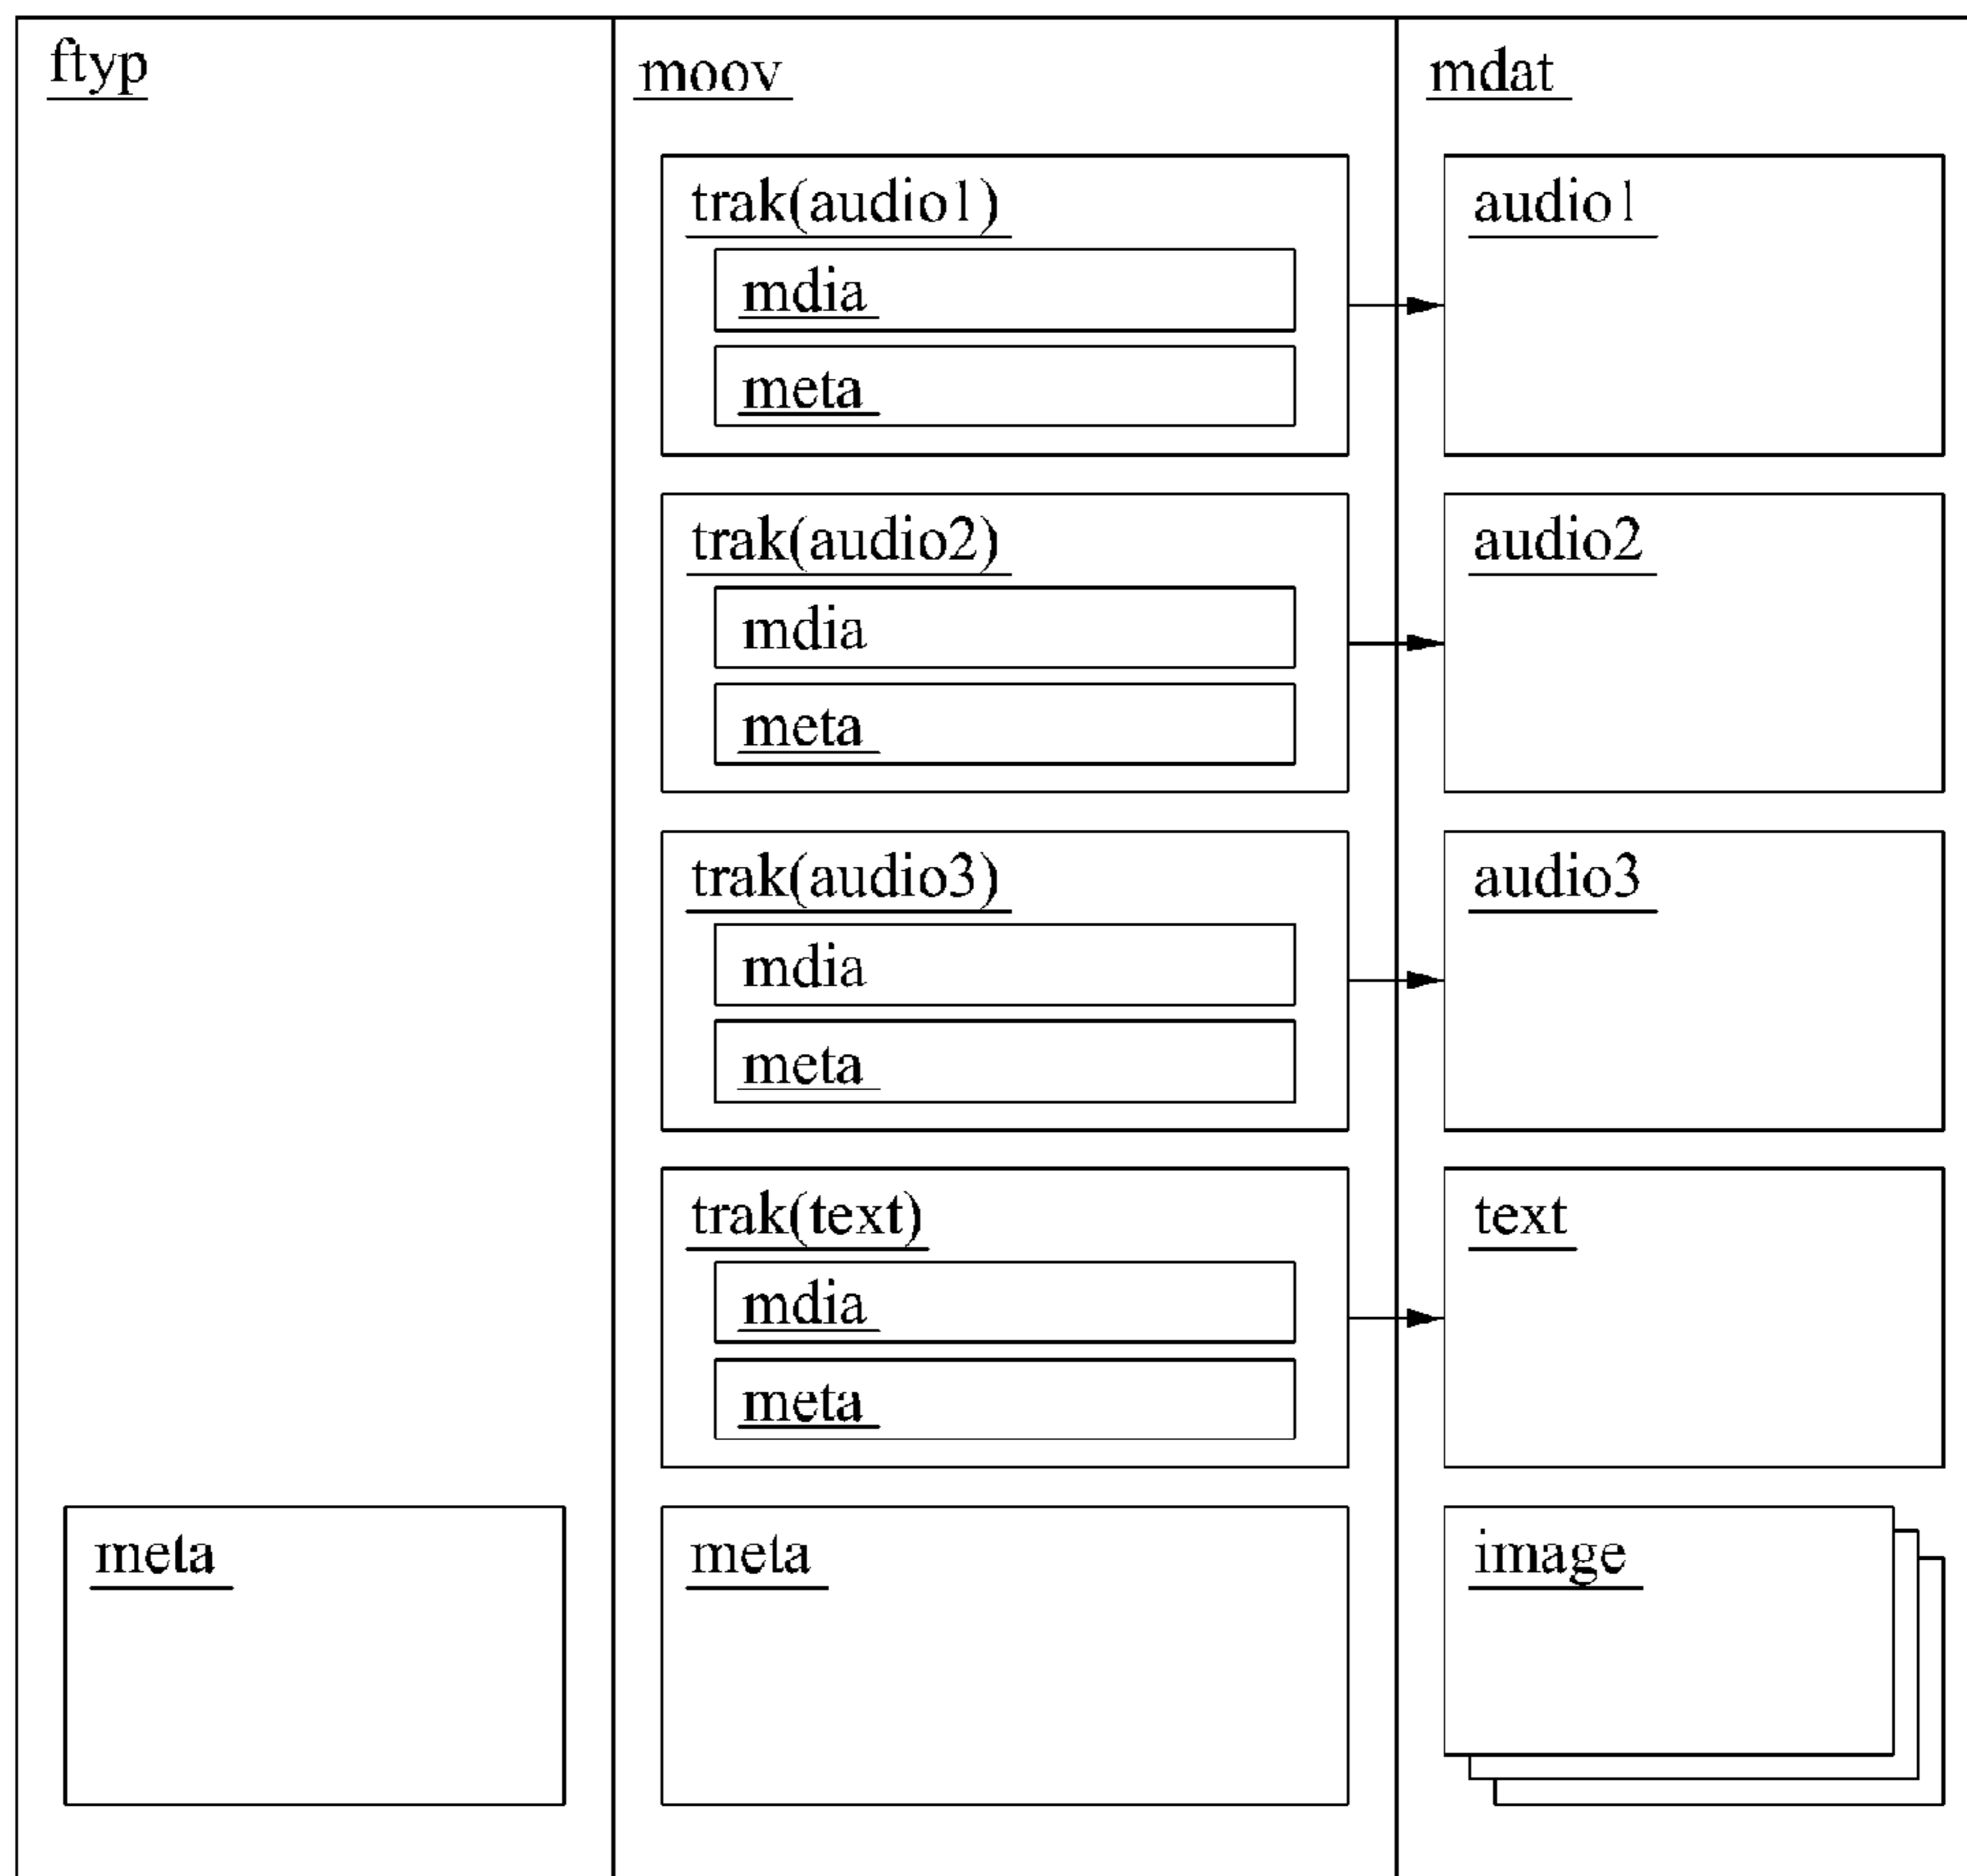 ftyp
moov
mdat
trak(audio1)
mdia
meta
audio1
trak(audio2)
mdia
meta
audio2
trak(audio3)
mdia
meta
audio3
trak(text)
mdia
meta
text
meta
meta
image